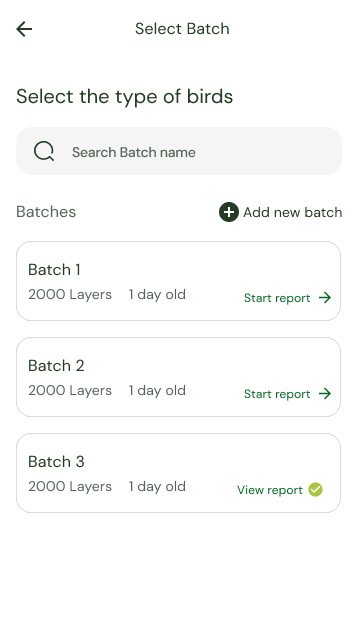 Select Batch
Select the type of birds
Search Batch name
Batches
Add new batch
Batch 1
2000 Layers 1 day old
Start report
Batch 2
2000 Layers 1 day old
Start report
Batch 3
2000 Layers 1 day old
View report